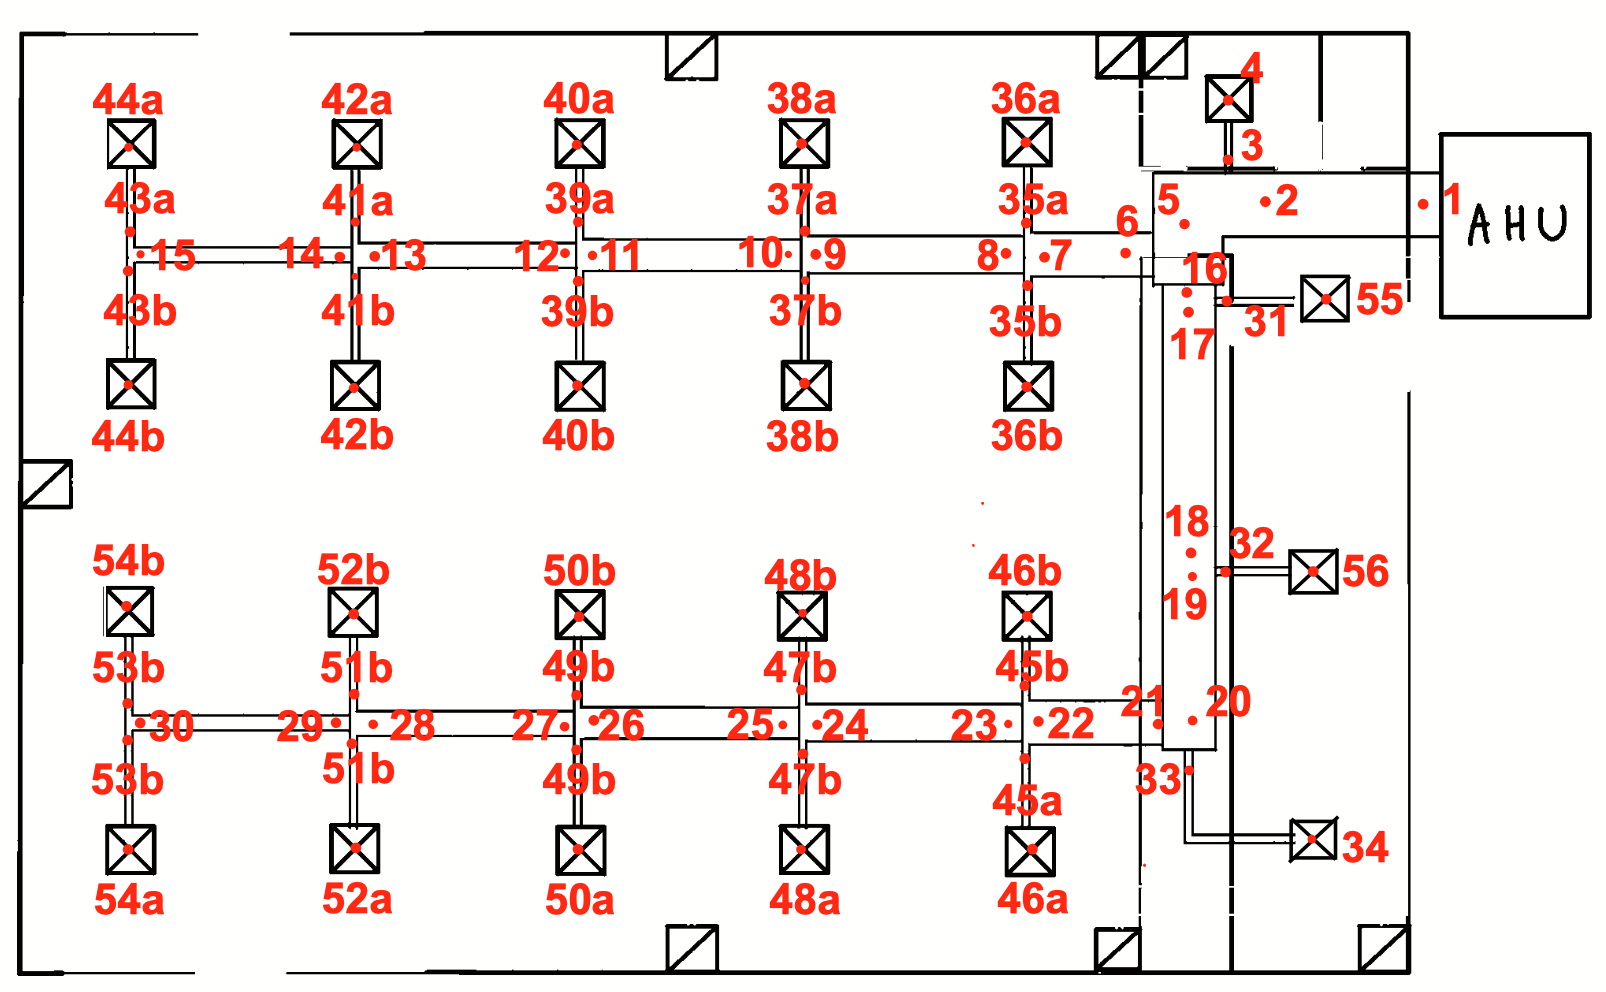 44a 42a 40a 38a 36a 4
3
43a 41a 39a 37a 35a 5 2 1 AHU
6
15 14 13 12 11 10 9 8 7
16
43b 41b 39b 37b 35b 17 31 55
44b 42b 40b 38b 36b
18
54b 52b 50b 48b 46b 32 56
19
53b 51b 49b 47b 45b
30 29 28 27 26 25 24 23 22 21 20
53b 51b 49b 47b 45a 33
34
54a 52a 50a 48a 46a